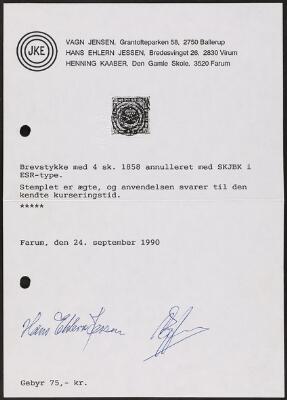 JKE
VAGN JENSEN, Grantofteparken 58, 2750 Ballerup
HANS EHLERN JESSEN, Bredesvinget 26, 2830 Virum
HENNING KAABER, Den Gamle Skole, 3520 Farum
Brevstykke med 4 sk. 1858 annulleret med SKJBK i
ESR-type.
Stemplet er ægte, og anvendelsen svarer til den
kendte kurseringstid.
*****
Farum, den 24. september 1990
Hans Ehlern Jessen
Gebyr 75,- kr.